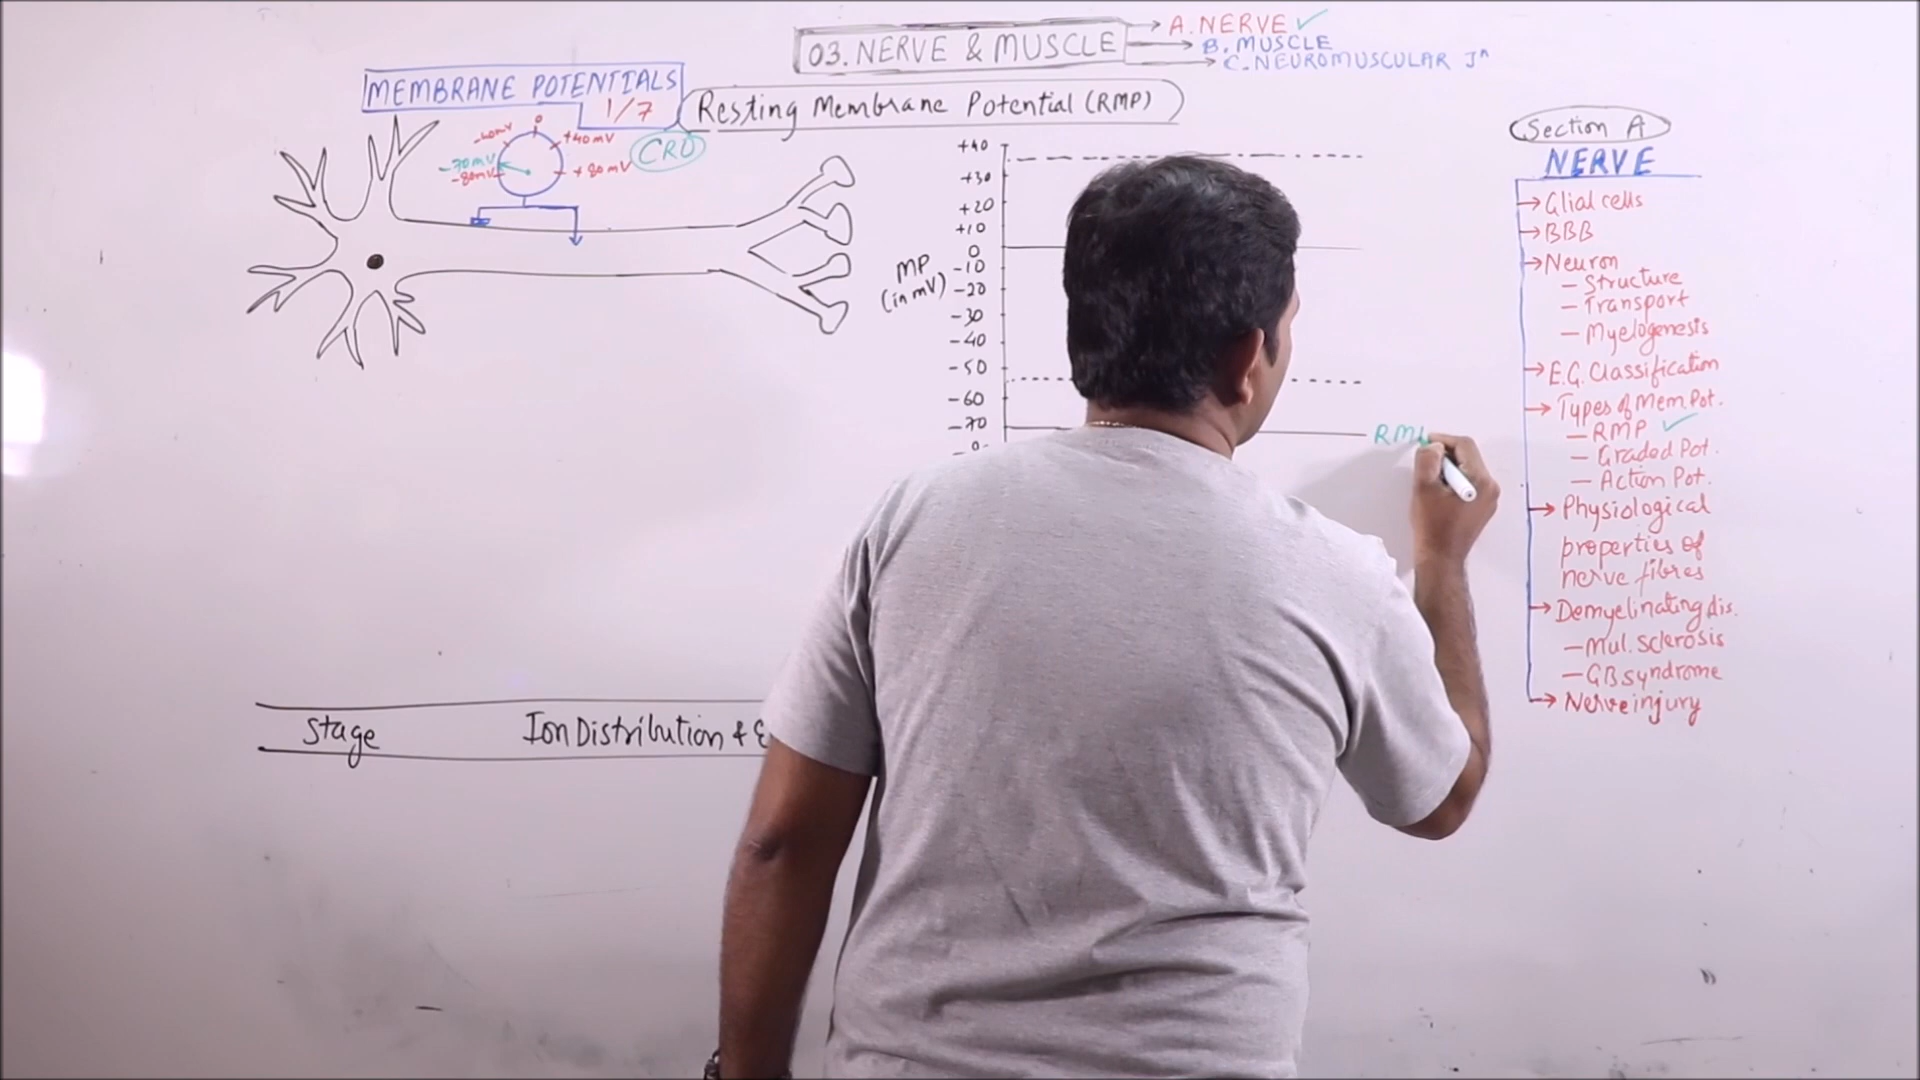 03. NERVE & MUSCLE
A. NERVE ✓
B. MUSCLE
C. NEUROMUSCULAR Jn
MEMBRANE POTENTIALS
1/7
Resting Membrane Potential (RMP)
0
-40mV
+40mV
-70mV
-80mV
+80mV
CRO
MP
(in mV)
+40
+30
+20
+10
0
-10
-20
-30
-40
-50
-60
-70
RM
Stage
Ion Distribution &
Section A
NERVE
Glial cells
BBB
Neuron
- Structure
- Transport
- Myelogenesis
E.G. Classification
Types of Mem Pot.
- RMP ✓
- Graded Pot.
- Action Pot.
Physiological
properties of
nerve fibres
Demyelinating dis.
- Mul. Sclerosis
- GB syndrome
Nerve injury